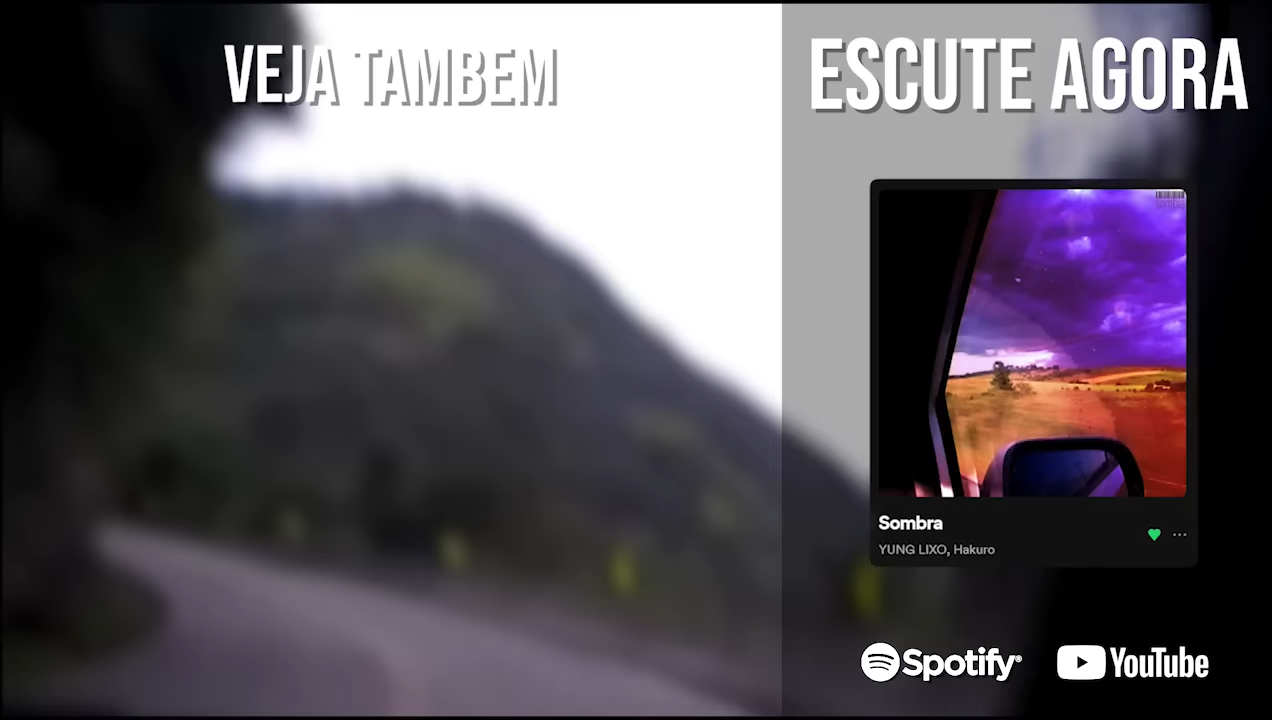 VEJA TAMBEM
ESCUTE AGORA
Sombra
YUNG LIXO, Hakuro
Spotify®
YouTube